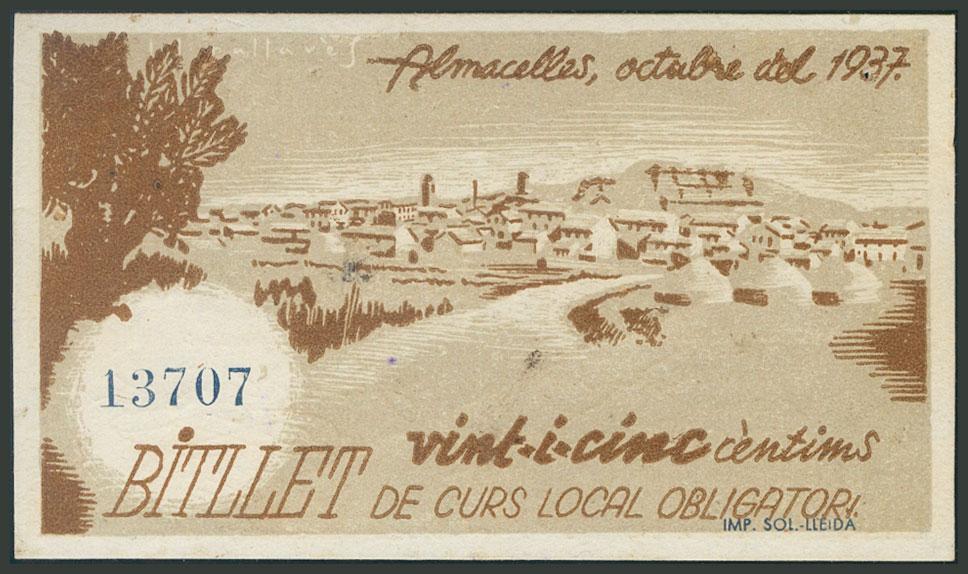 Almacelles, octubre del 1937.
13707
vint-i-cinc cèntims
BiTLLET DE CURS LOCAL OBLIGATORI.
IMP. SOL.-LLEIDA